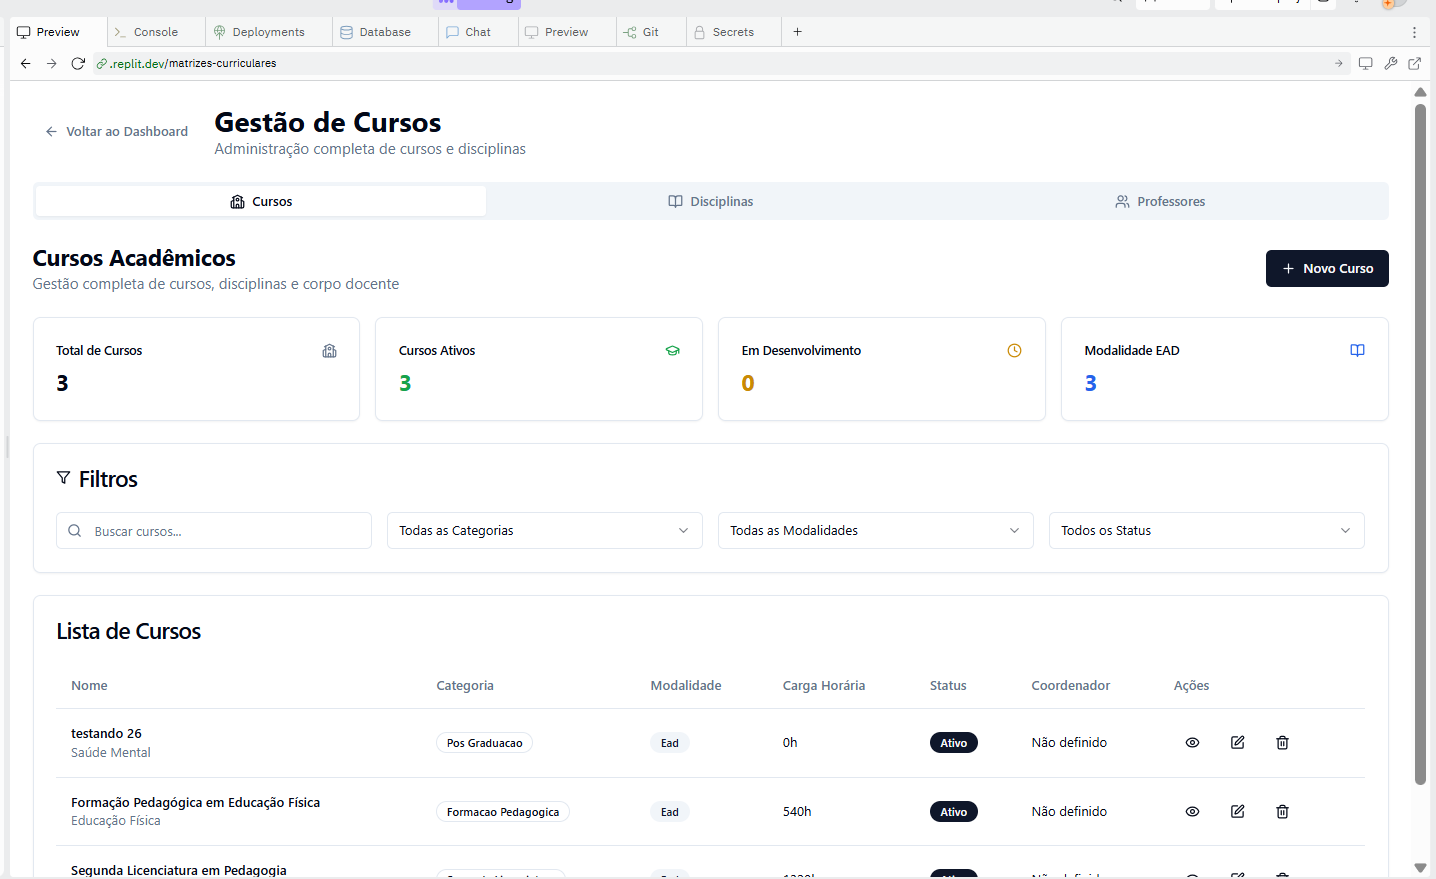 Preview
Console
Deployments
Database
Chat
Preview
Git
Secrets
.replit.dev/matrizes-curriculares
Voltar ao Dashboard
Gestão de Cursos
Administração completa de cursos e disciplinas
Cursos
Disciplinas
Professores
Cursos Acadêmicos
Gestão completa de cursos, disciplinas e corpo docente
Novo Curso
Total de Cursos
3
Cursos Ativos
3
Em Desenvolvimento
0
Modalidade EAD
3
Filtros
Buscar cursos...
Todas as Categorias
Todas as Modalidades
Todos os Status
Lista de Cursos
Nome Categoria Modalidade Carga Horária Status Coordenador Ações
testando 26
Saúde Mental
Pos Graduacao
Ead
0h
Ativo
Não definido
Formação Pedagógica em Educação Física
Educação Física
Formacao Pedagogica
Ead
540h
Ativo
Não definido
Segunda Licenciatura em Pedagogia